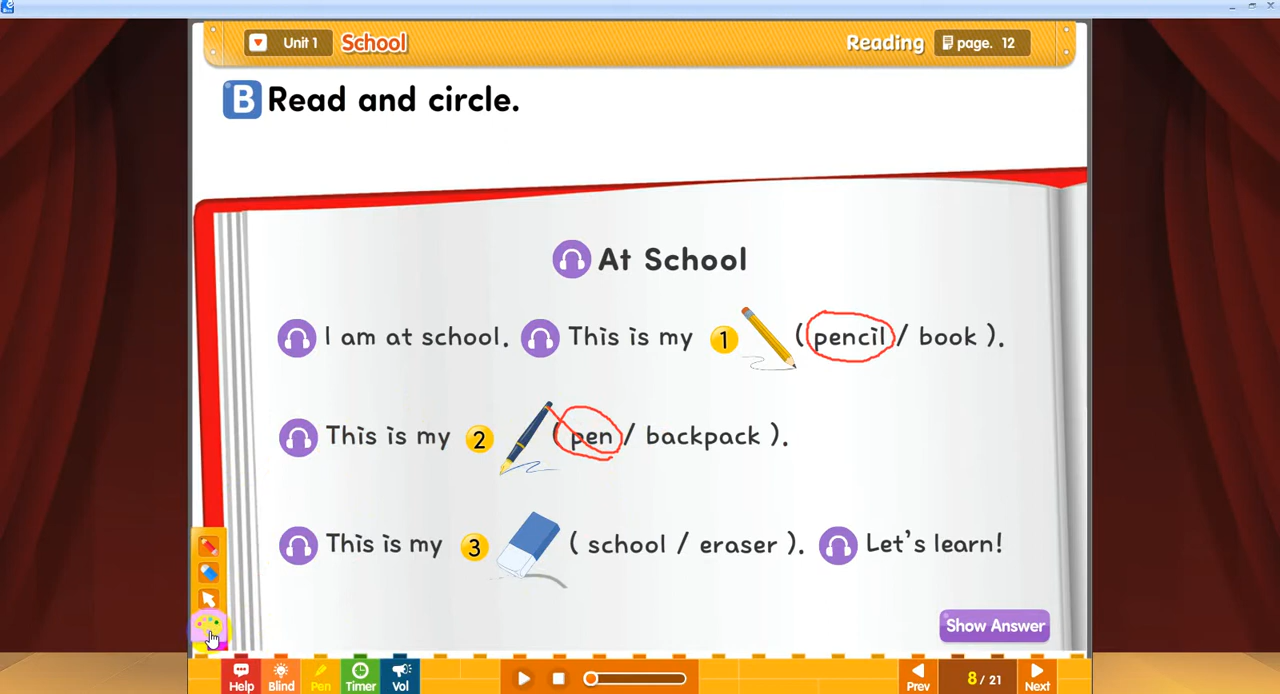 Unit 1 School Reading page. 12
B Read and circle.
At School
I am at school. This is my 1 ( pencil / book ).
This is my 2 ( pen / backpack ).
This is my 3 ( school / eraser ). Let's learn!
Show Answer
Help Blind Pen Timer Vol Prev 8 / 21 Next